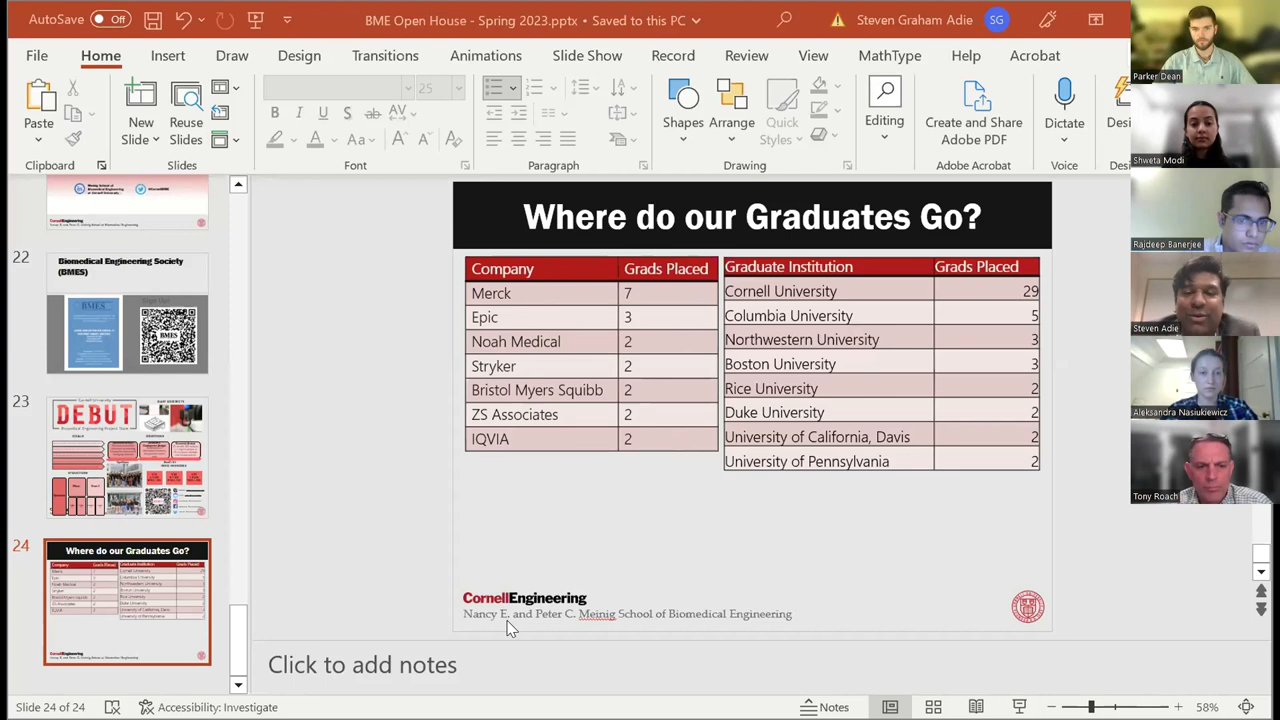 AutoSave Off BME Open House - Spring 2023.pptx • Saved to this PC Steven Graham Adie SG
File Home Insert Draw Design Transitions Animations Slide Show Record Review View MathType Help Acrobat
25
Paste New Slide Reuse Slides Shapes Arrange Quick Styles Editing Create and Share Adobe PDF Dictate
Clipboard Slides Font Paragraph Drawing Adobe Acrobat Voice
Parker Dean
Shweta Modi
Rajdeep Banerjee
Steven Adie
Aleksandra Nasiukiewicz
Tony Roach
CornellEngineering
22
Biomedical Engineering Society
(BMES)
BMES
23
DEBUT
24
Where do our Graduates Go?
Where do our Graduates Go?
Company Grads Placed
Merck 7
Epic 3
Noah Medical 2
Stryker 2
Bristol Myers Squibb 2
ZS Associates 2
IQVIA 2
Graduate Institution Grads Placed
Cornell University 29
Columbia University 5
Northwestern University 3
Boston University 3
Rice University 2
Duke University 2
University of California, Davis 2
University of Pennsylvania 2
CornellEngineering
Nancy E. and Peter C. Meinig School of Biomedical Engineering
Click to add notes
Slide 24 of 24 Accessibility: Investigate Notes 58%